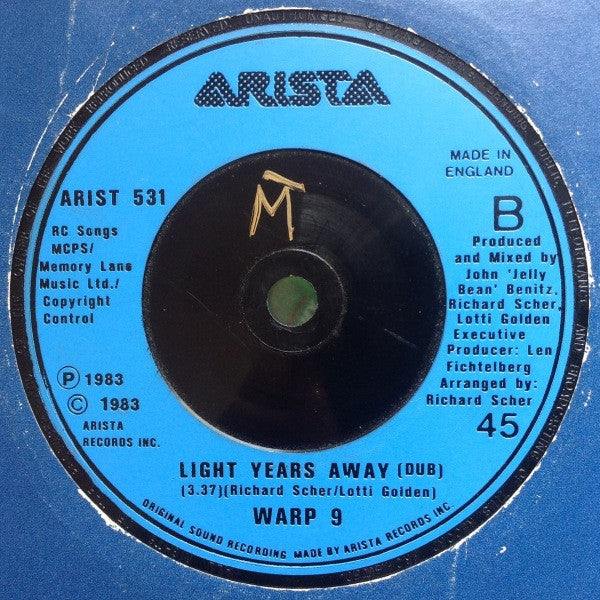 ARISTA
MADE IN
ENGLAND
ARIST 531
B
RC Songs
MCPS/
Memory Lane
Music Ltd./
Copyright
Control
Produced
and Mixed by
John 'Jelly
Bean' Benitz,
Richard Scher,
Lotti Golden
Executive
Producer: Len
Fichtelberg
Arranged by:
Richard Scher
Ⓟ 1983
© 1983
ARISTA
RECORDS INC.
45
M
LIGHT YEARS AWAY (DUB)
(3.37)(Richard Scher/Lotti Golden)
WARP 9
ORIGINAL SOUND RECORDING MADE BY ARISTA RECORDS INC.